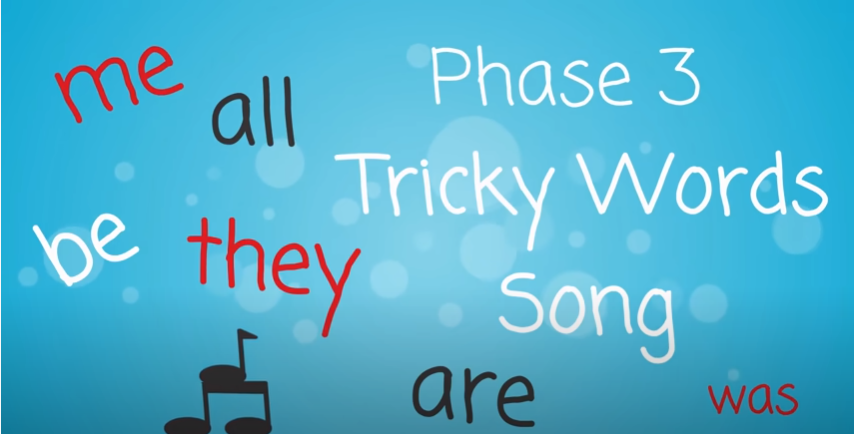 me
all
Phase 3
Tricky Words
Song
be
they
are
was